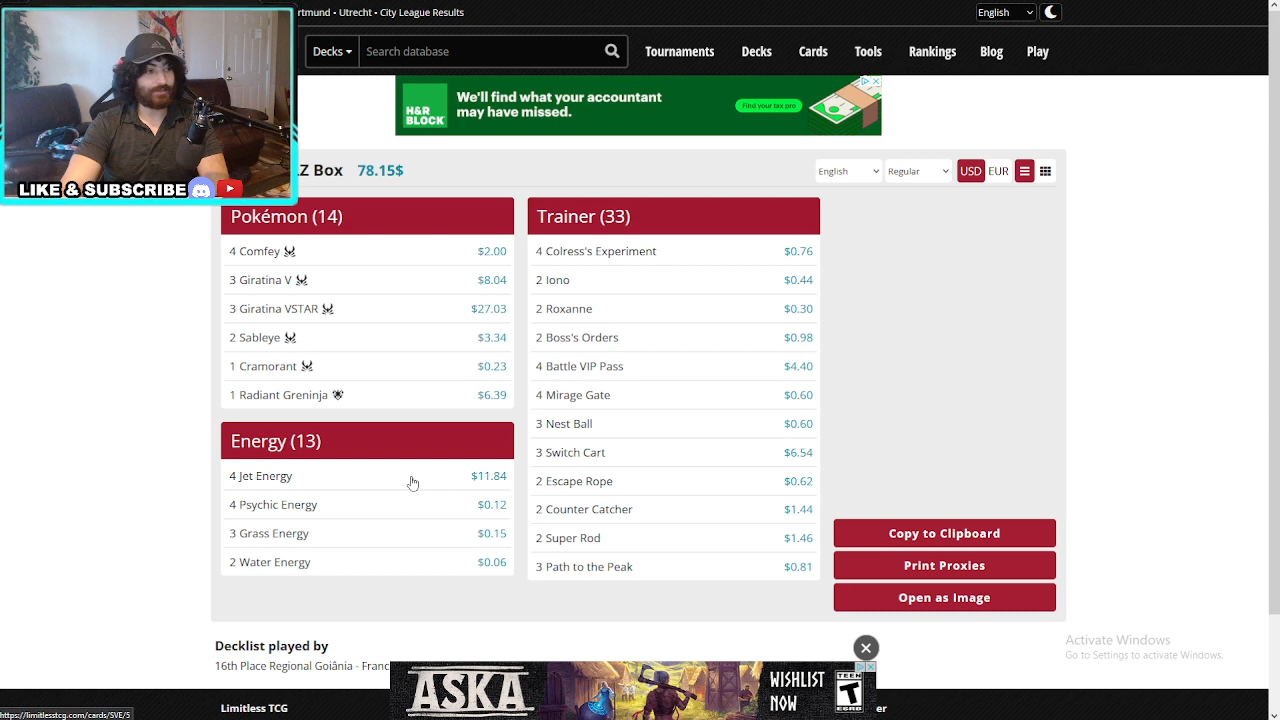 rtmund - Utrecht - City League Results
English
Decks
Search database
Tournaments
Decks
Cards
Tools
Rankings
Blog
Play
H&R
BLOCK
We'll find what your accountant
may have missed.
Find your tax pro
LIKE & SUBSCRIBE
Z Box 78.15$
English
Regular
USD
EUR
Pokémon (14)
4 Comfey $2.00
3 Giratina V $8.04
3 Giratina VSTAR $27.03
2 Sableye $3.34
1 Cramorant $0.23
1 Radiant Greninja $6.39
Energy (13)
4 Jet Energy $11.84
4 Psychic Energy $0.12
3 Grass Energy $0.15
2 Water Energy $0.06
Trainer (33)
4 Colress's Experiment $0.76
2 Iono $0.44
2 Roxanne $0.30
2 Boss's Orders $0.98
4 Battle VIP Pass $4.40
4 Mirage Gate $0.60
3 Nest Ball $0.60
3 Switch Cart $6.54
2 Escape Rope $0.62
2 Counter Catcher $1.44
2 Super Rod $1.46
3 Path to the Peak $0.81
Copy to Clipboard
Print Proxies
Open as Image
Decklist played by
16th Place Regional Goiânia - Franc
Activate Windows
Go to Settings to activate Windows.
ASKA
WISHLIST
NOW
TEEN
T
ESRB
Limitless TCG
er
https://limitlesstcg.com/cards/SVE/5